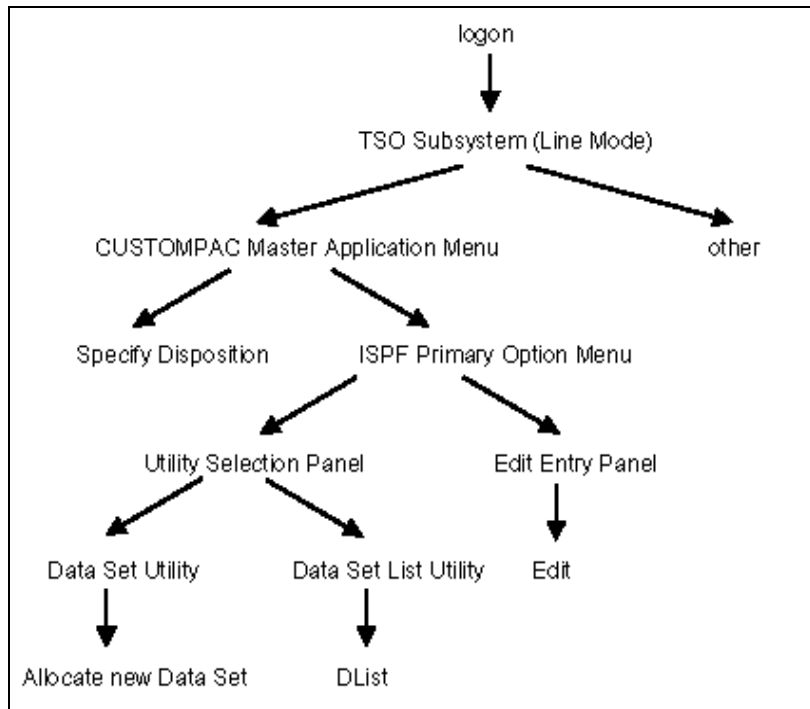 logon
TSO Subsystem (Line Mode)
CUSTOMPAC Master Application Menu
other
Specify Disposition
ISPF Primary Option Menu
Utility Selection Panel
Edit Entry Panel
Data Set Utility
Data Set List Utility
Edit
Allocate new Data Set
DList